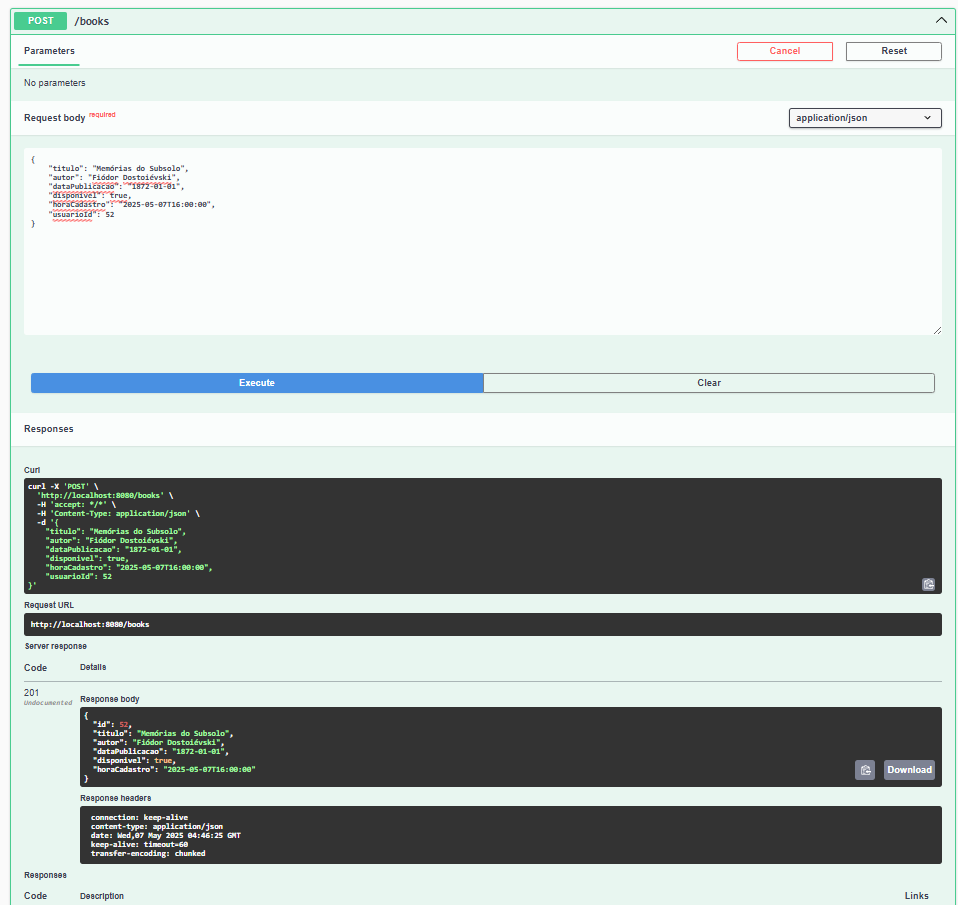 POST /books
Parameters
Cancel
Reset
No parameters
Request body required
application/json
{
"titulo": "Memórias do Subsolo",
"autor": "Fiódor Dostoiévski",
"dataPublicacao": "1872-01-01",
"disponivel": true,
"horaCadastro": "2025-05-07T16:00:00",
"usuarioId": 52
}
Execute
Clear
Responses
Curl
curl -X 'POST' \
'http://localhost:8080/books' \
-H 'accept: */*' \
-H 'Content-Type: application/json' \
-d '{
"titulo": "Memórias do Subsolo",
"autor": "Fiódor Dostoiévski",
"dataPublicacao": "1872-01-01",
"disponivel": true,
"horaCadastro": "2025-05-07T16:00:00",
"usuarioId": 52
}'
Request URL
http://localhost:8080/books
Server response
Code Details
201
Undocumented
Response body
{
"id": 52,
"titulo": "Memórias do Subsolo",
"autor": "Fiódor Dostoiévski",
"dataPublicacao": "1872-01-01",
"disponivel": true,
"horaCadastro": "2025-05-07T16:00:00"
}
Download
Response headers
connection: keep-alive
content-type: application/json
date: Wed,07 May 2025 04:46:25 GMT
keep-alive: timeout=60
transfer-encoding: chunked
Responses
Code Description Links